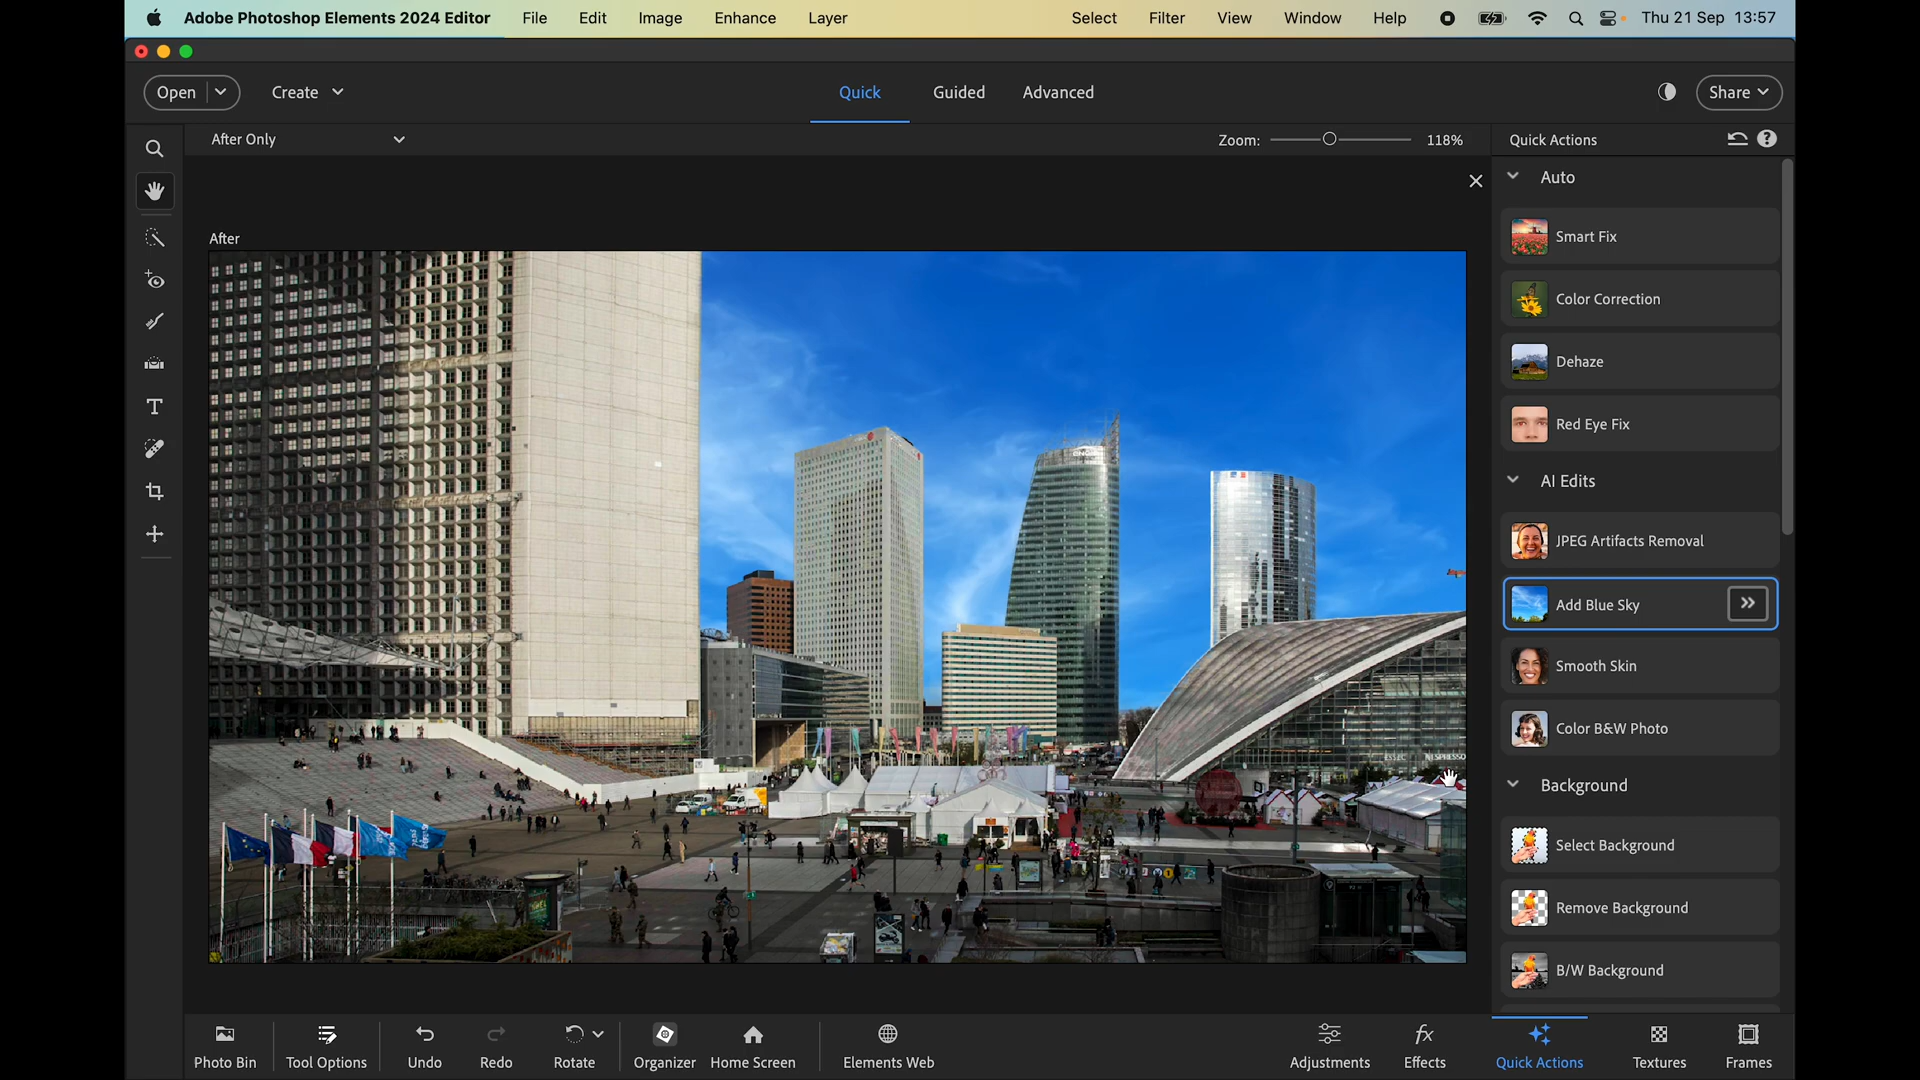 Adobe Photoshop Elements 2024 Editor File Edit Image Enhance Layer Select Filter View Window Help Thu 21 Sep 13:57
Open Create Quick Guided Advanced Share
After Only Zoom: 118% Quick Actions
Auto
After
Smart Fix
Color Correction
Dehaze
Red Eye Fix
AI Edits
JPEG Artifacts Removal
Add Blue Sky
Smooth Skin
Color B&W Photo
ESSEC NESPRESSO
Background
Select Background
Remove Background
B/W Background
Photo Bin Tool Options Undo Redo Rotate Organizer Home Screen Elements Web Adjustments Effects Quick Actions Textures Frames